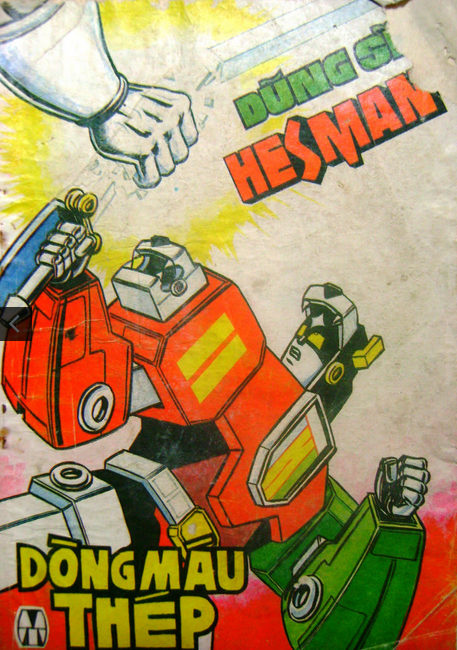 DŨNG SĨ
HESMAN
DÒNG MÁU
THÉP